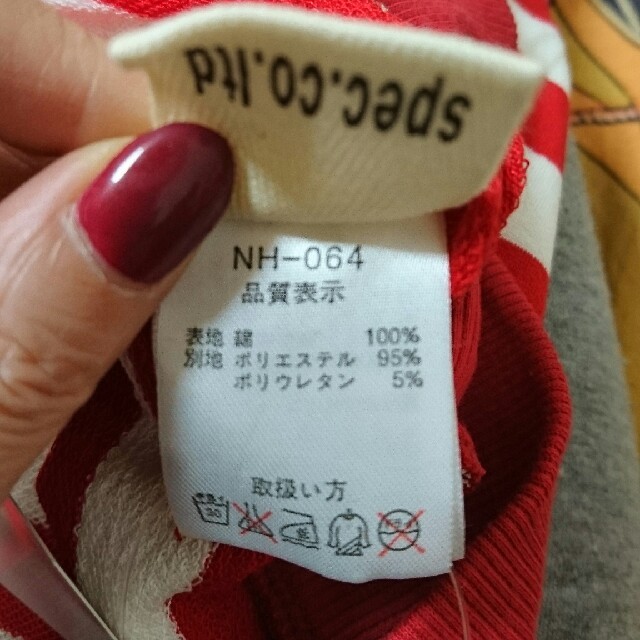 spec.co.ltd
NH-064
品質表示
表地 綿 100%
別地 ポリエステル 95%
ポリウレタン 5%
取扱い方